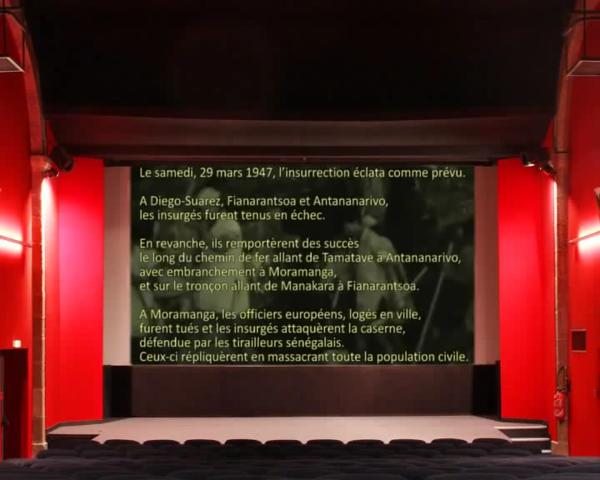 Le samedi, 29 mars 1947, l'insurrection éclata comme prévu.
A Diego-Suarez, Fianarantsoa et Antananarivo,
les insurgés furent tenus en échec.
En revanche, ils remportèrent des succès
le long du chemin de fer allant de Tamatave à Antananarivo,
avec embranchement à Moramanga,
et sur le tronçon allant de Manakara à Fianarantsoa.
A Moramanga, les officiers européens, logés en ville,
furent tués et les insurgés attaquèrent la caserne,
défendue par les tirailleurs sénégalais.
Ceux-ci répliquèrent en massacrant toute la population civile.